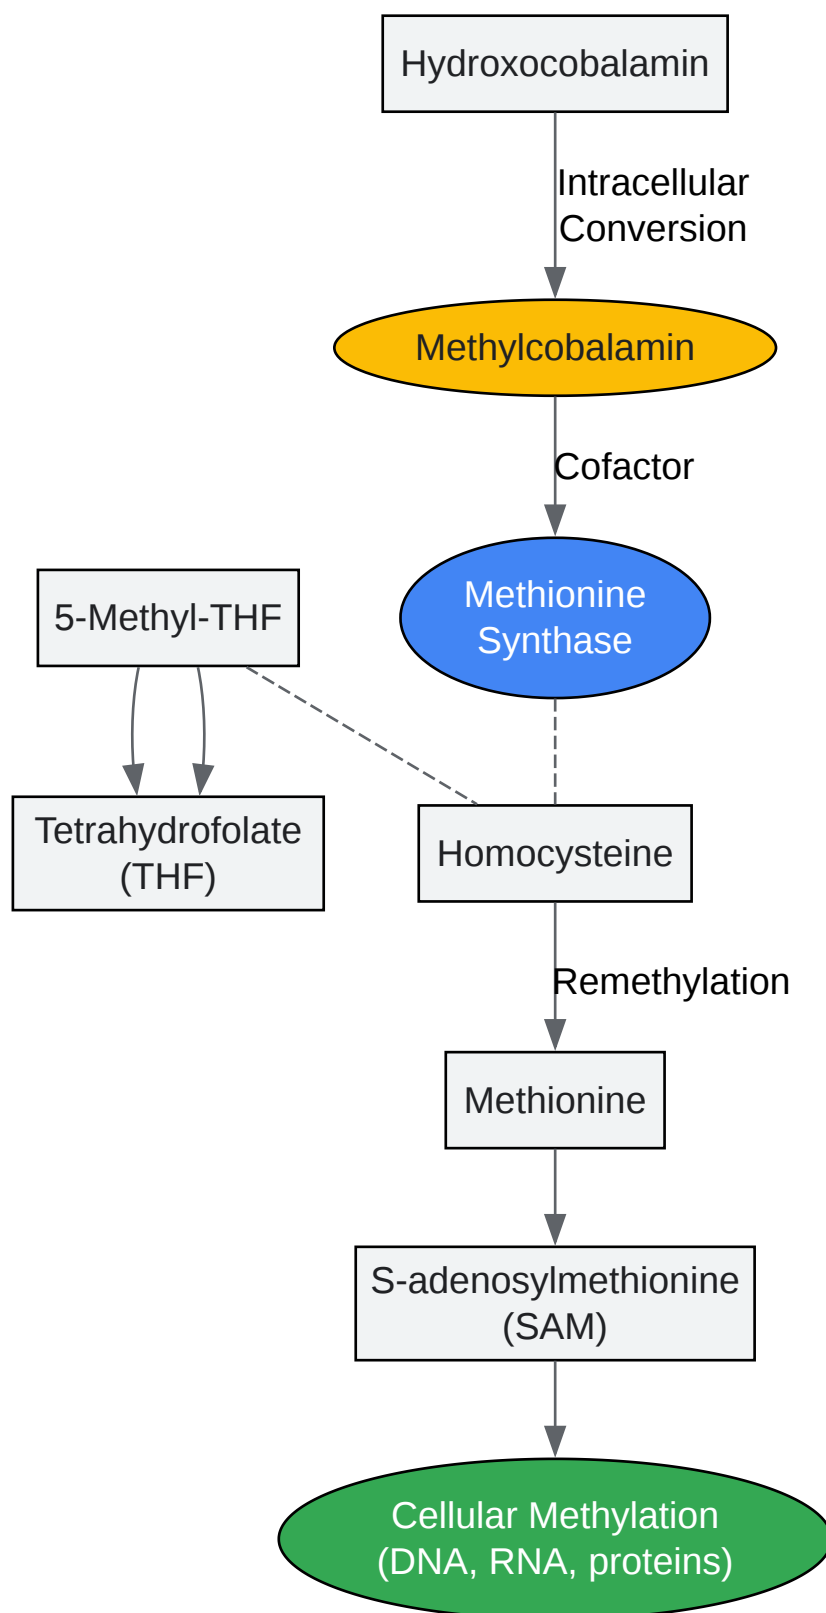 Hydroxocobalamin
Intracellular
Conversion
Methylcobalamin
Cofactor
5-Methyl-THF
Methionine
Synthase
Tetrahydrofolate
(THF)
Homocysteine
Remethylation
Methionine
S-adenosylmethionine
(SAM)
Cellular Methylation
(DNA, RNA, proteins)